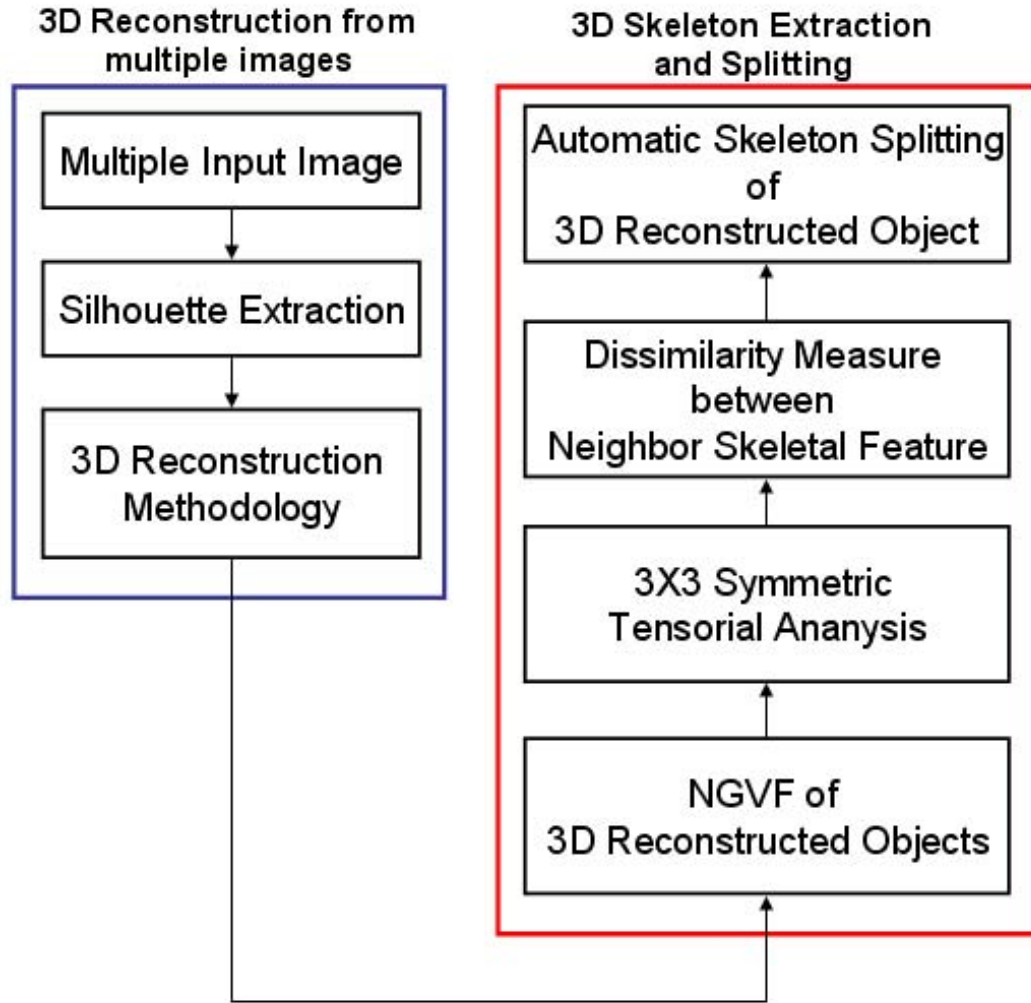 3D Reconstruction from
multiple images
Multiple Input Image
Silhouette Extraction
3D Reconstruction
Methodology
3D Skeleton Extraction
and Splitting
Automatic Skeleton Splitting
of
3D Reconstructed Object
Dissimilarity Measure
between
Neighbor Skeletal Feature
3X3 Symmetric
Tensorial Ananysis
NGVF of
3D Reconstructed Objects